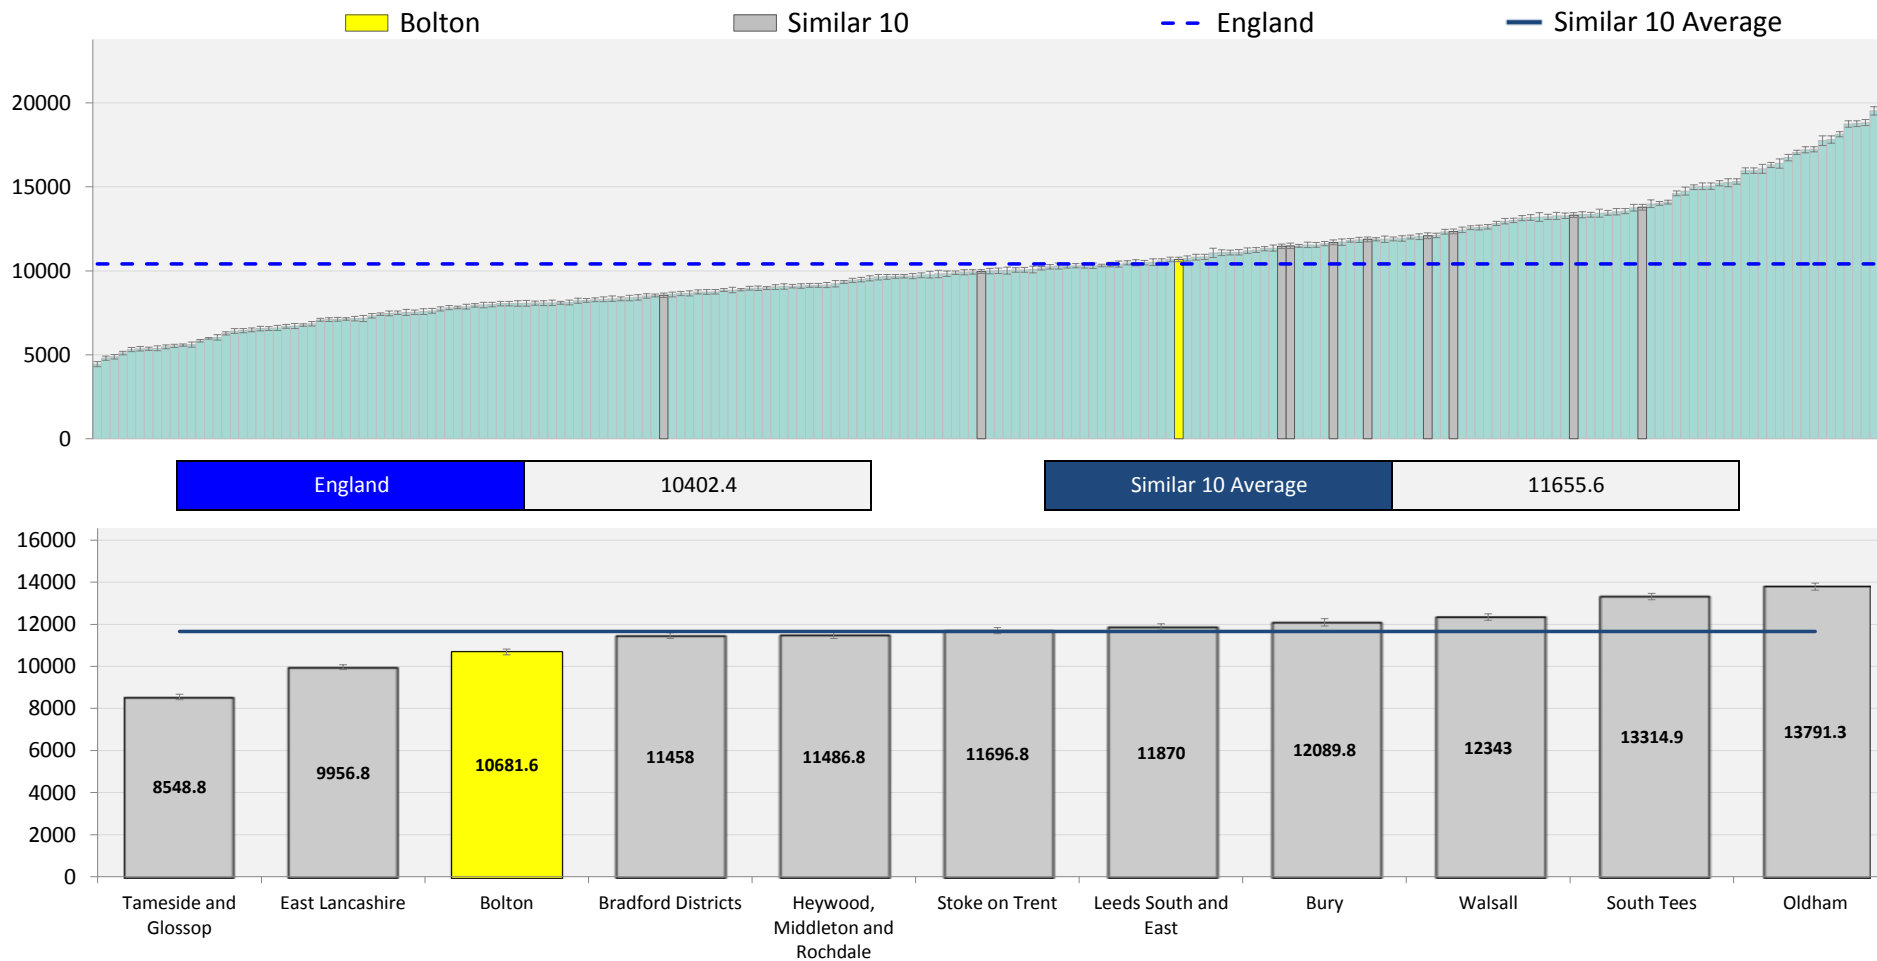 Bolton Similar 10 England Similar 10 Average
20000
15000
10000
5000
0
England 10402.4 Similar 10 Average 11655.6
16000
14000
12000
10000
8000
6000
4000
2000
0
8548.8 9956.8 10681.6 11458 11486.8 11696.8 11870 12089.8 12343 13314.9 13791.3
Tameside and Glossop
East Lancashire
Bolton
Bradford Districts
Heywood,
Middleton and
Rochdale
Stoke on Trent
Leeds South and
East
Bury
Walsall
South Tees
Oldham